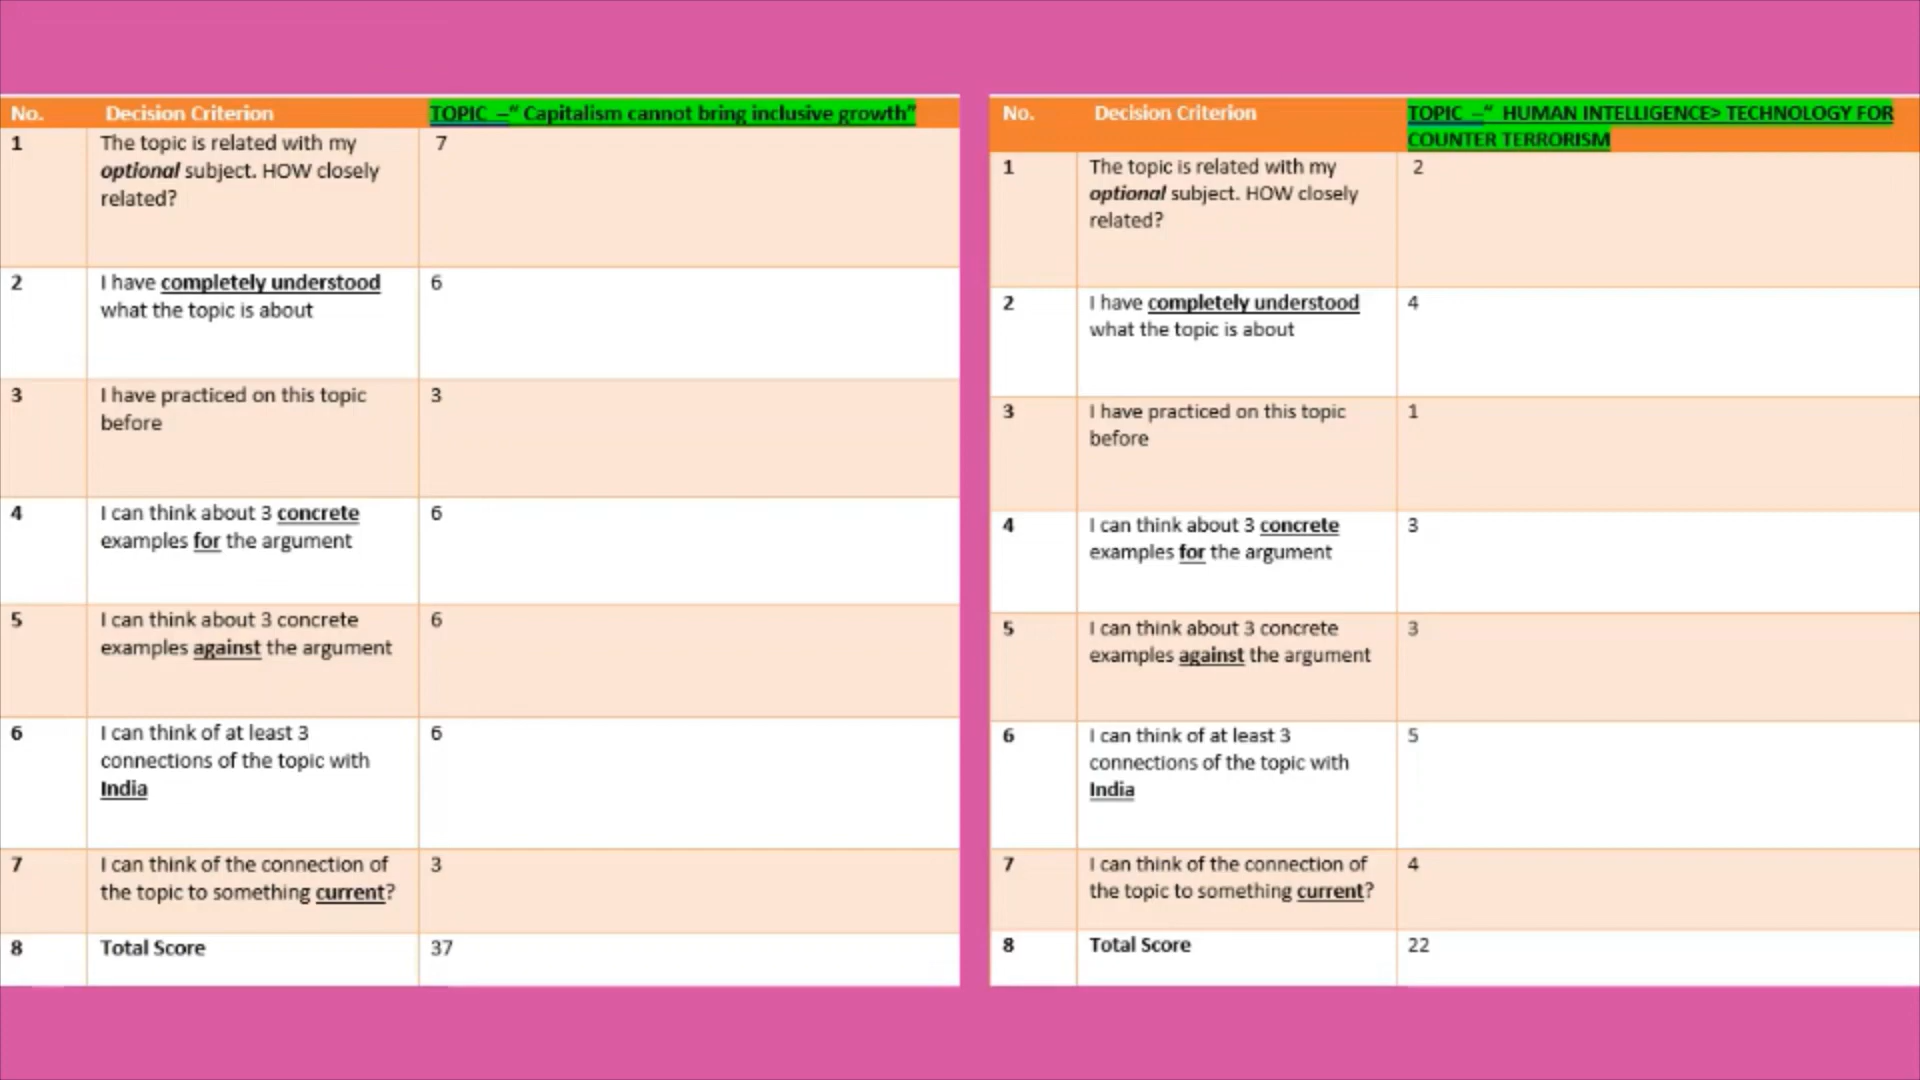 No. Decision Criterion TOPIC –“ Capitalism cannot bring inclusive growth”
1 The topic is related with my 7
optional subject. HOW closely
related?
2 I have completely understood 6
what the topic is about
3 I have practiced on this topic 3
before
4 I can think about 3 concrete 6
examples for the argument
5 I can think about 3 concrete 6
examples against the argument
6 I can think of at least 3 6
connections of the topic with
India
7 I can think of the connection of 3
the topic to something current?
8 Total Score 37
No. Decision Criterion TOPIC –“ HUMAN INTELLIGENCE> TECHNOLOGY FOR
COUNTER TERRORISM
1 The topic is related with my 2
optional subject. HOW closely
related?
2 I have completely understood 4
what the topic is about
3 I have practiced on this topic 1
before
4 I can think about 3 concrete 3
examples for the argument
5 I can think about 3 concrete 3
examples against the argument
6 I can think of at least 3 5
connections of the topic with
India
7 I can think of the connection of 4
the topic to something current?
8 Total Score 22